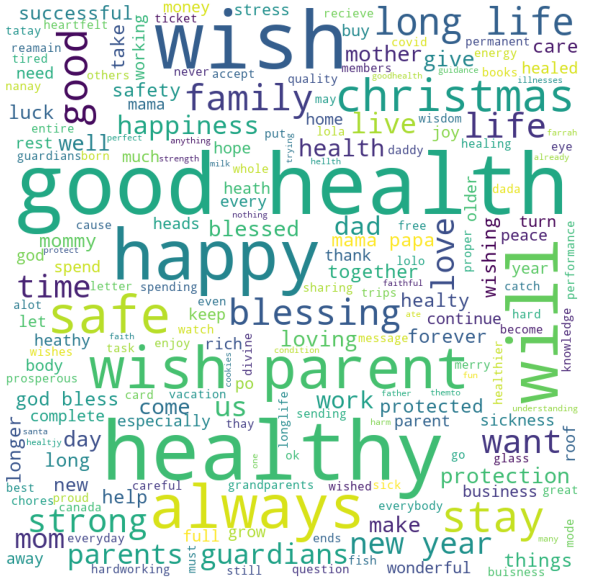 successful
money
ticket
stress
recieve
buy
covid
permanent
long life
heartfelt
tatay
reamain
tired
others
need
nanay
good
take
working
wish
never
accept
quality
members
mother
give
energy
goodhealth
guidance
books
illnesses
care
healed
safety
mama
family
christmas
luck
happiness
home
may
wisdom
live
joy
life
entire
rest
well
guardians
born
perfect
much
hope
put
lola
anything
strength
milk
trying
health
daddy
healing
eye
farrah
already
whole
hellth
dada
good health
cause
heath
every
nothing
heads
blessed
dad
free
lolo
older
proper
turn
peace
wishing
year
performance
mommy
god
protect
happy
mama papa
love
will
thank
together
sharing
trips
faithful
catch
hard
become
knowledge
time
spend
letter
spending
alot
let
safe
even
keep
blessing
healty
continue
ate
heathy
wishes
faith
watch
task
enjoy
rich
divine
loving
message
forever
condition
fun
merry
healthier
body
prosperous
card
vacation
cookies
po
wish parent
god bless
complete
come
especially
thay
us
longlife
work
father
themto
sending
protected
parent
sickness
understanding
roof
longer
day
santa
healtjy
long
healthy
one
harm
ok
go
want
glass
best
new
chores
proud
canada
help
careful
grandparents
wished
sick
everybody
protection
business
great
mode
always
stay
strong
full
grow
ends
make
many
mom
everyday
away
parents
guardians
hardworking
must
still
question
fish
new year
wonderful
things
buisness